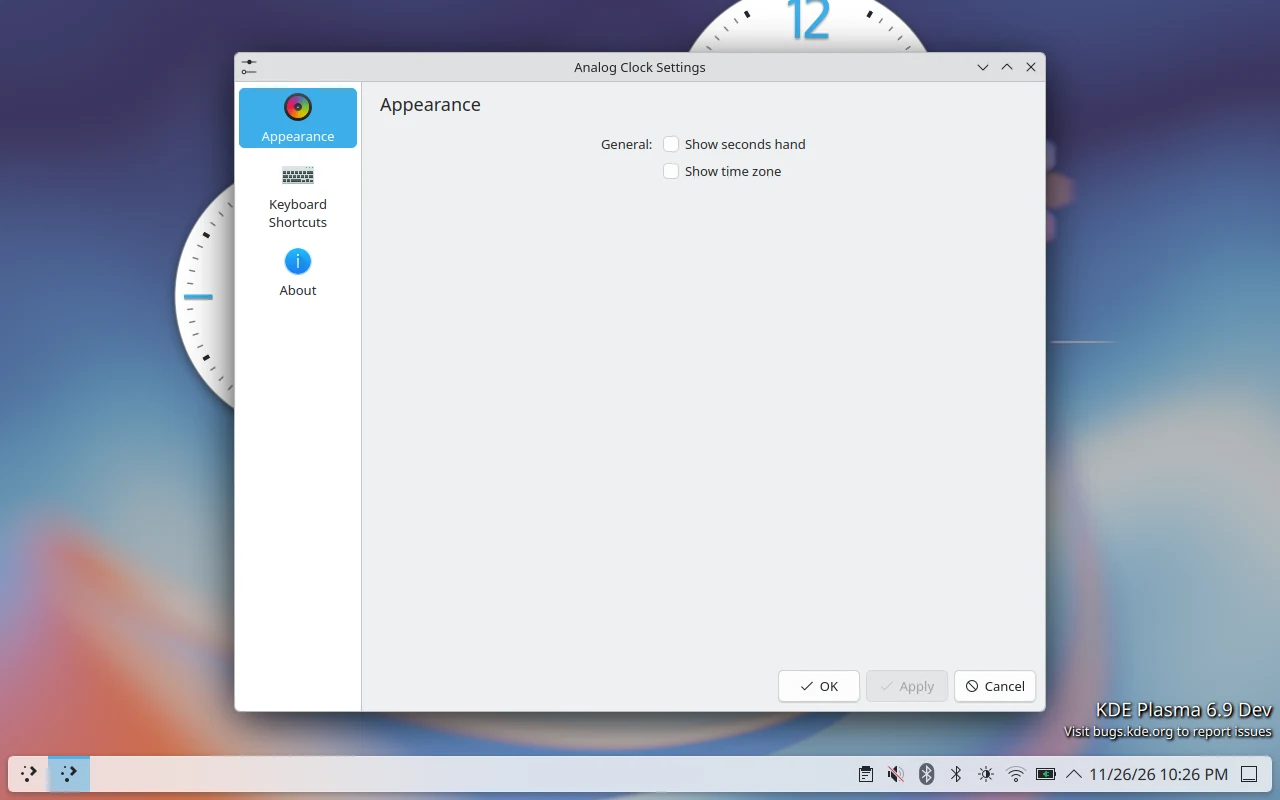 12
Analog Clock Settings
Appearance
Keyboard
Shortcuts
About
Appearance
General:
Show seconds hand
Show time zone
OK
Apply
Cancel
KDE Plasma 6.9 Dev
Visit bugs.kde.org to report issues
11/26/26 10:26 PM